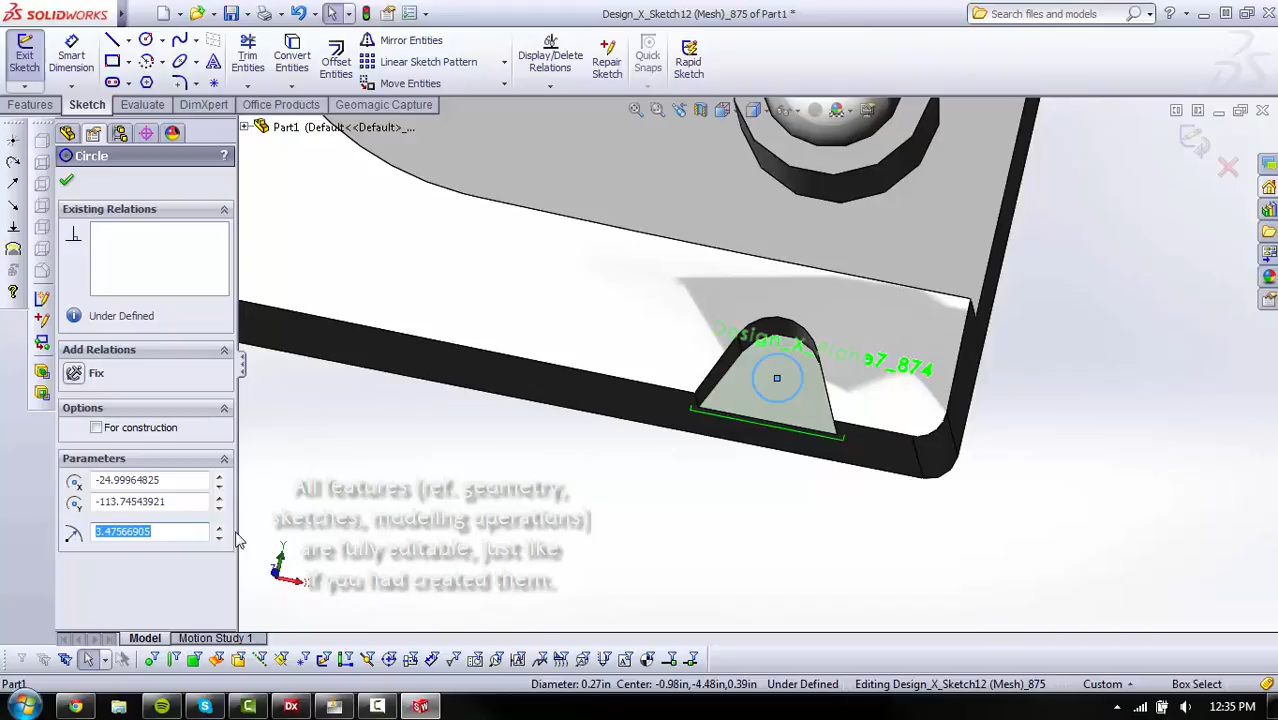 SOLIDWORKS
Design_X_Sketch12 (Mesh)_875 of Part1 *
Search files and models
Exit Sketch
Smart Dimension
Trim Entities
Convert Entities
Offset Entities
Mirror Entities
Linear Sketch Pattern
Move Entities
Display/Delete Relations
Repair Sketch
Quick Snaps
Rapid Sketch
Features
Sketch
Evaluate
DimXpert
Office Products
Geomagic Capture
Part1 (Default<<Default>_...
Circle
?
Existing Relations
Under Defined
Add Relations
Fix
Options
For construction
Parameters
-24.99964825
-113.74543921
3.47566905
Design_X_Plane7_874
All features (ref. geometry,
sketches, modeling operations)
are fully editable, just like
if you had created them.
Y
X
Model
Motion Study 1
Part1
Diameter: 0.27in
Center: -0.98in,-4.48in,0.39in
Under Defined
Editing Design_X_Sketch12 (Mesh)_875
Custom
Box Select
12:35 PM